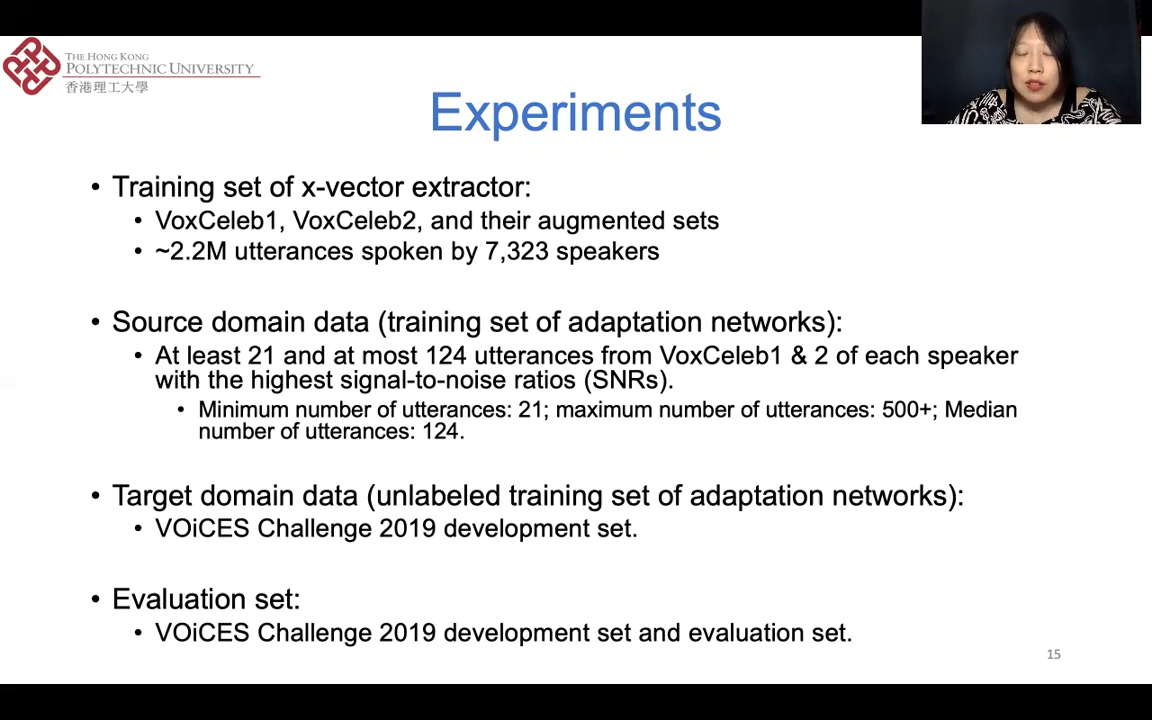 THE HONG KONG
POLYTECHNIC UNIVERSITY
香港理工大學
Experiments
• Training set of x-vector extractor:
• VoxCeleb1, VoxCeleb2, and their augmented sets
• ~2.2M utterances spoken by 7,323 speakers
• Source domain data (training set of adaptation networks):
• At least 21 and at most 124 utterances from VoxCeleb1 & 2 of each speaker
with the highest signal-to-noise ratios (SNRs).
• Minimum number of utterances: 21; maximum number of utterances: 500+; Median
number of utterances: 124.
• Target domain data (unlabeled training set of adaptation networks):
• VOiCES Challenge 2019 development set.
• Evaluation set:
• VOiCES Challenge 2019 development set and evaluation set.
15